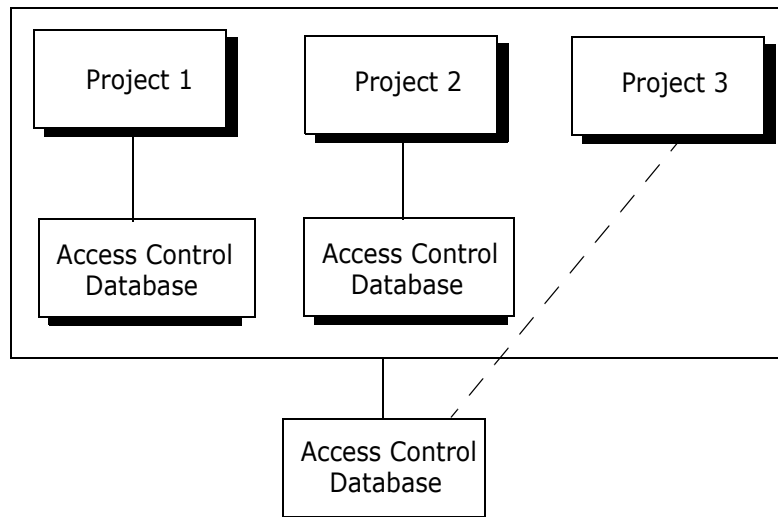 Project 1
Project 2
Project 3
Access Control
Database
Access Control
Database
Access Control
Database